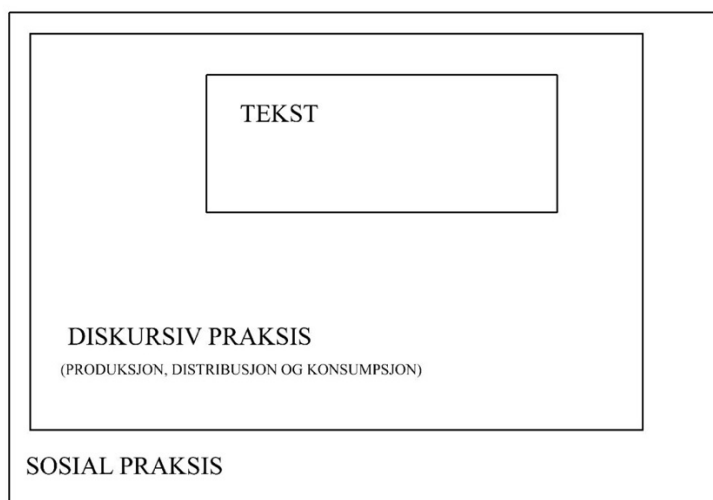 TEKST
DISKURSIV PRAKSIS
(PRODUKSJON, DISTRIBUSJON OG KONSUMPSJON)
SOSIAL PRAKSIS